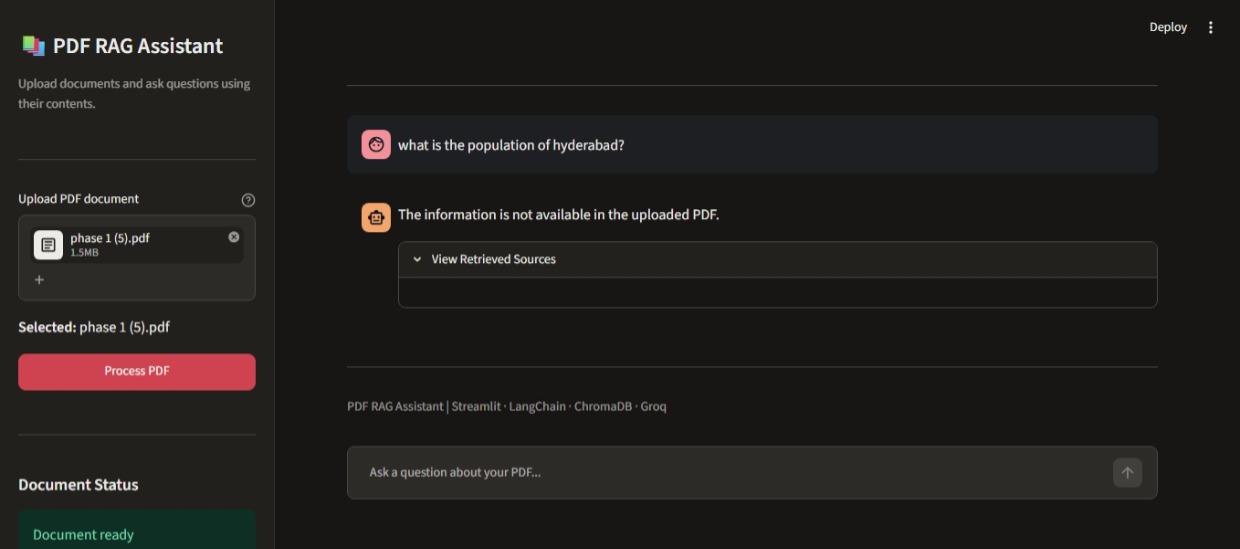 PDF RAG Assistant
Upload documents and ask questions using
their contents.
Upload PDF document
phase 1 (5).pdf
1.5MB
+
Selected: phase 1 (5).pdf
Process PDF
Document Status
Document ready
Deploy
what is the population of hyderabad?
The information is not available in the uploaded PDF.
View Retrieved Sources
PDF RAG Assistant | Streamlit · LangChain · ChromaDB · Groq
Ask a question about your PDF...